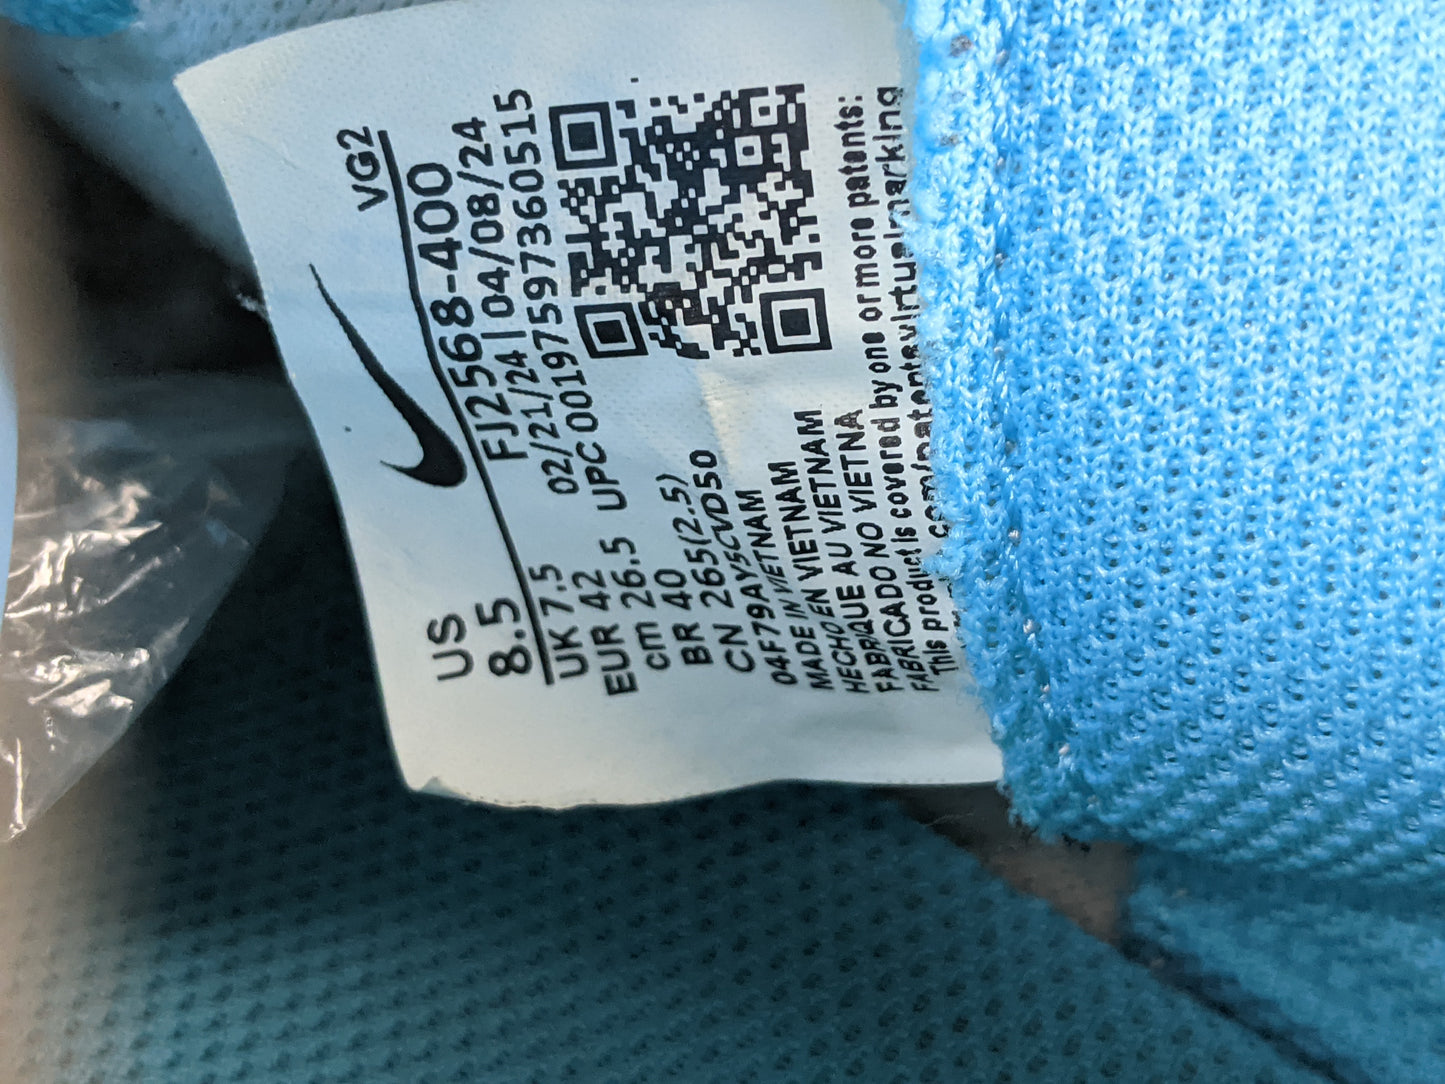 VG2
US
8.5
FJ2568-400
UK 7.5
02/21/24 | 04/08/24
EUR 42
UPC 00197597360515
cm 26.5
BR 40
CN 265(2.5)
04F79AY5CVD50
MADE IN VIETNAM
HECHO EN VIETNAM
FABRIQUE AU VIETNAM
FABRICADO NO VIETNA
This product is covered by one or more patents: